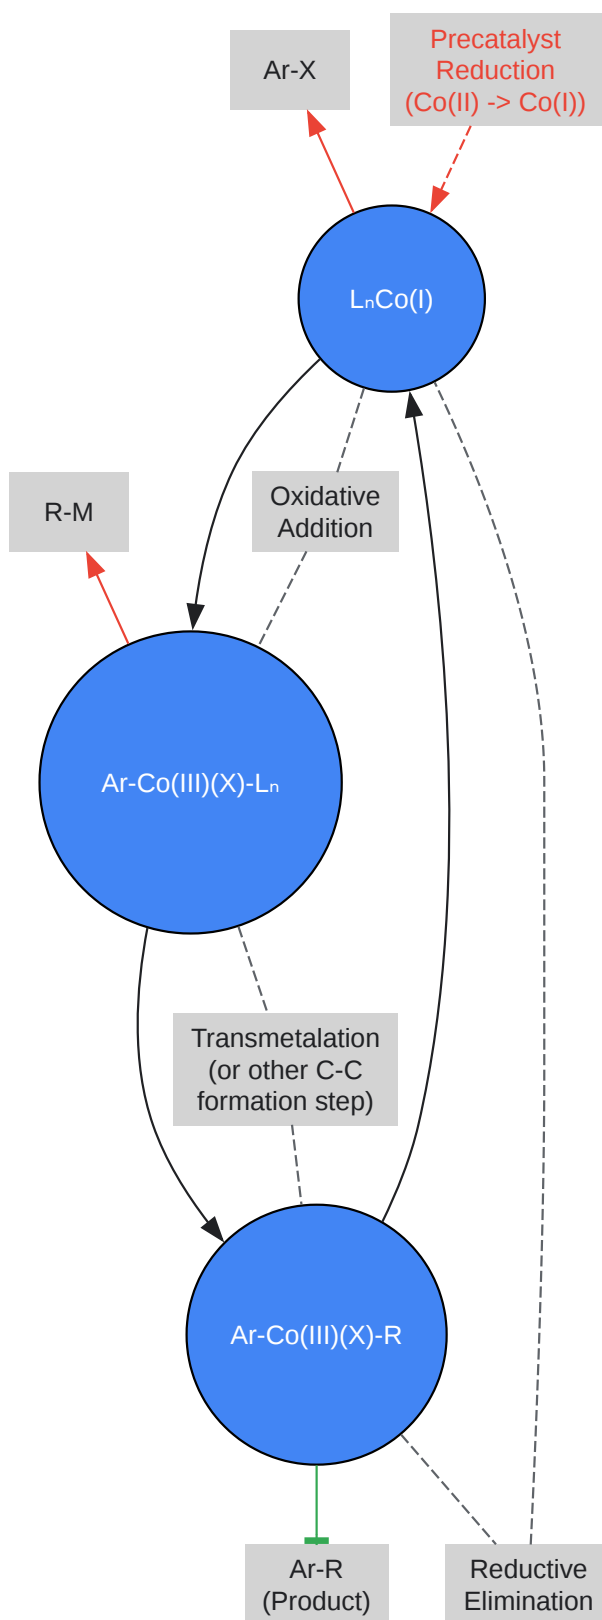 Precatalyst
Reduction
(Co(II) -> Co(I))
Ar-X
LₙCo(I)
Oxidative
Addition
R-M
Ar-Co(III)(X)-Lₙ
Transmetalation
(or other C-C
formation step)
Ar-Co(III)(X)-R
Ar-R
(Product)
Reductive
Elimination